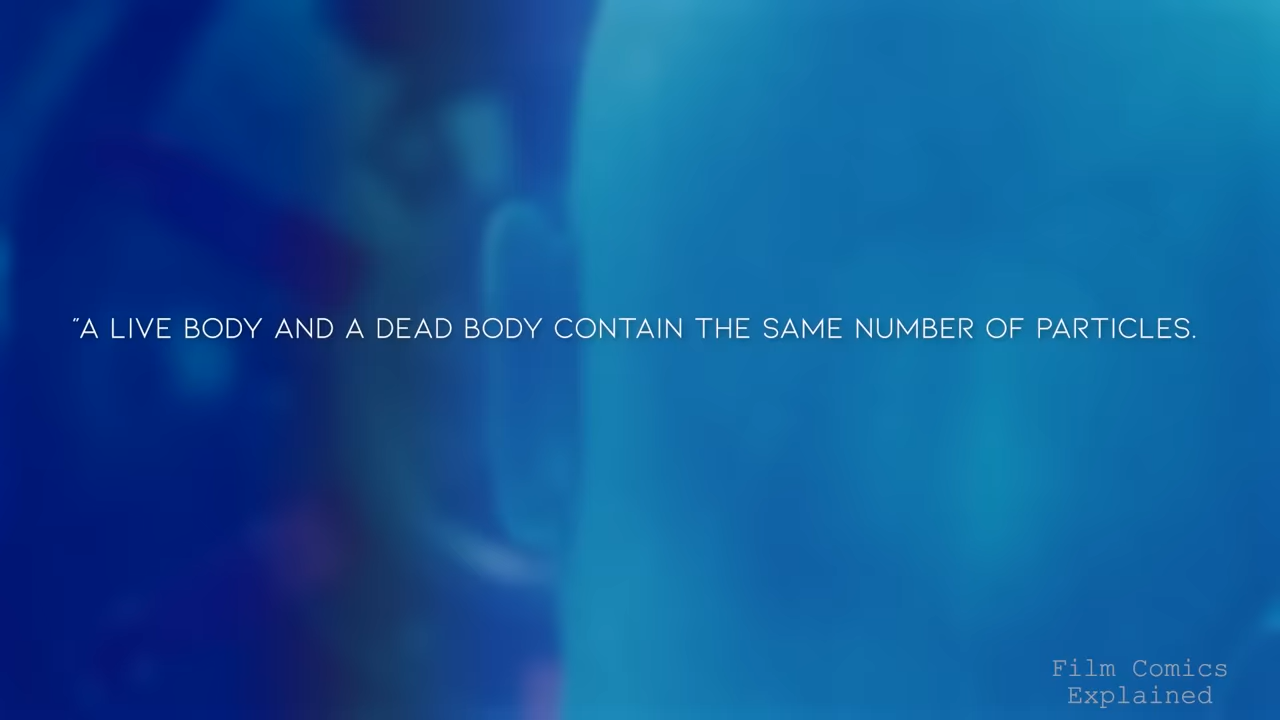 "A LIVE BODY AND A DEAD BODY CONTAIN THE SAME NUMBER OF PARTICLES.
Film Comics
Explained